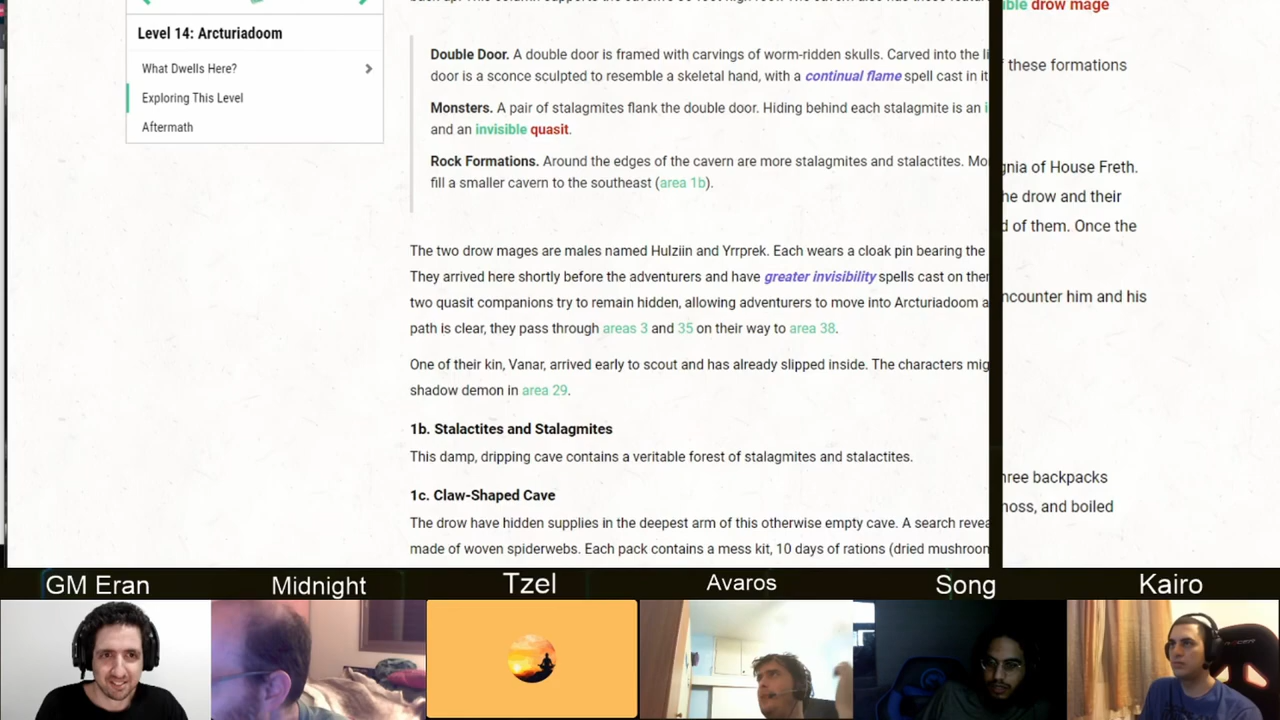 ible drow mage
Level 14: Arcturiadoom
What Dwells Here?
Exploring This Level
Aftermath
Double Door. A double door is framed with carvings of worm-ridden skulls. Carved into the li
door is a sconce sculpted to resemble a skeletal hand, with a continual flame spell cast in it
Monsters. A pair of stalagmites flank the double door. Hiding behind each stalagmite is an i
and an invisible quasit.
Rock Formations. Around the edges of the cavern are more stalagmites and stalactites. Mo
fill a smaller cavern to the southeast (area 1b).
The two drow mages are males named Hulziin and Yrrprek. Each wears a cloak pin bearing the
They arrived here shortly before the adventurers and have greater invisibility spells cast on ther
two quasit companions try to remain hidden, allowing adventurers to move into Arcturiadoom a
path is clear, they pass through areas 3 and 35 on their way to area 38.
One of their kin, Vanar, arrived early to scout and has already slipped inside. The characters mig
shadow demon in area 29.
1b. Stalactites and Stalagmites
This damp, dripping cave contains a veritable forest of stalagmites and stalactites.
1c. Claw-Shaped Cave
The drow have hidden supplies in the deepest arm of this otherwise empty cave. A search revea
made of woven spiderwebs. Each pack contains a mess kit, 10 days of rations (dried mushroon
these formations
gnia of House Freth.
he drow and their
d of them. Once the
ncounter him and his
hree backpacks
noss, and boiled
GM Eran
Midnight
Tzel
Avaros
Song
Kairo